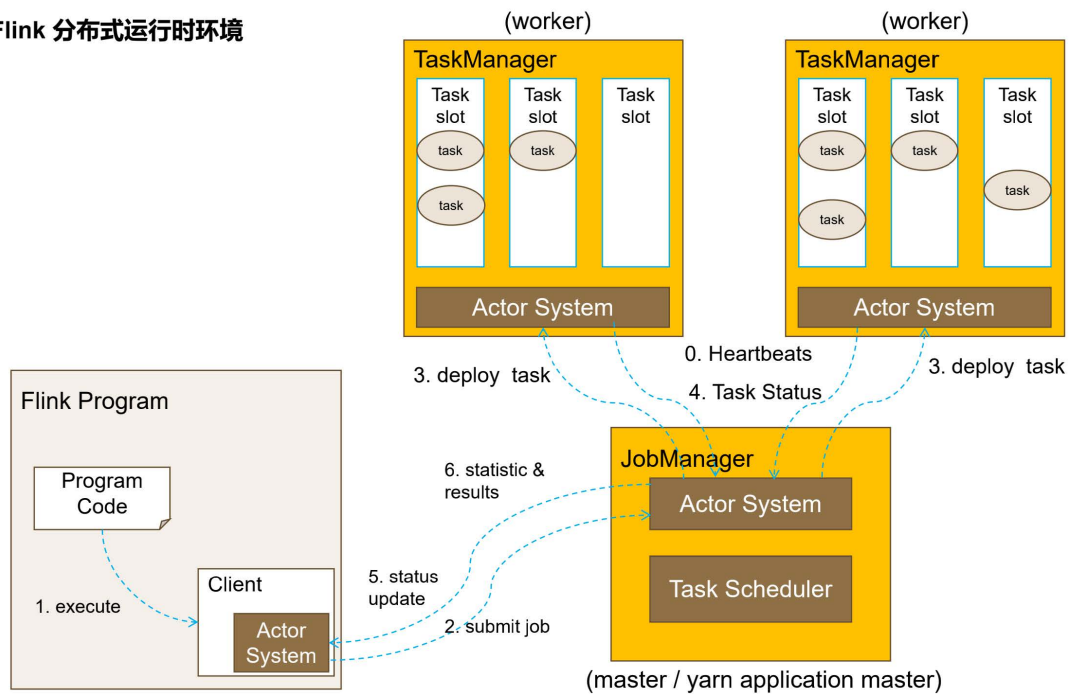 Flink 分布式运行时环境
(worker)
(worker)
TaskManager
TaskManager
Task
slot
Task
slot
Task
slot
Task
slot
Task
slot
Task
slot
task
task
task
task
task
task
task
Actor System
Actor System
0. Heartbeats
3. deploy task
3. deploy task
4. Task Status
Flink Program
Program
Code
1. execute
Client
Actor
System
6. statistic &
results
5. status
update
2. submit job
JobManager
Actor System
Task Scheduler
(master / yarn application master)